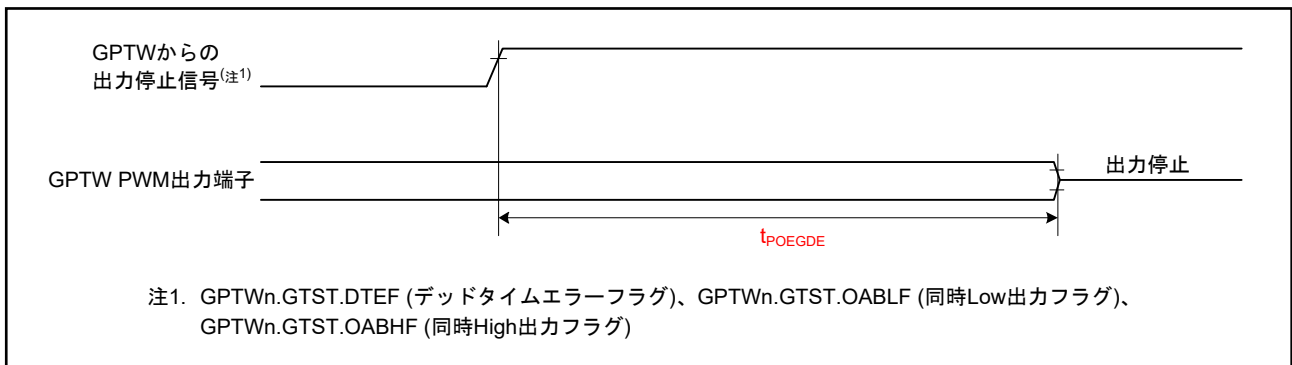 GPTWからの
出力停止信号(注1)
GPTW PWM出力端子
出力停止
tPOEGDE
注1. GPTWn.GTST.DTEF (デッドタイムエラーフラグ)、GPTWn.GTST.OABLF (同時Low出力フラグ)、
GPTWn.GTST.OABHF (同時High出力フラグ)